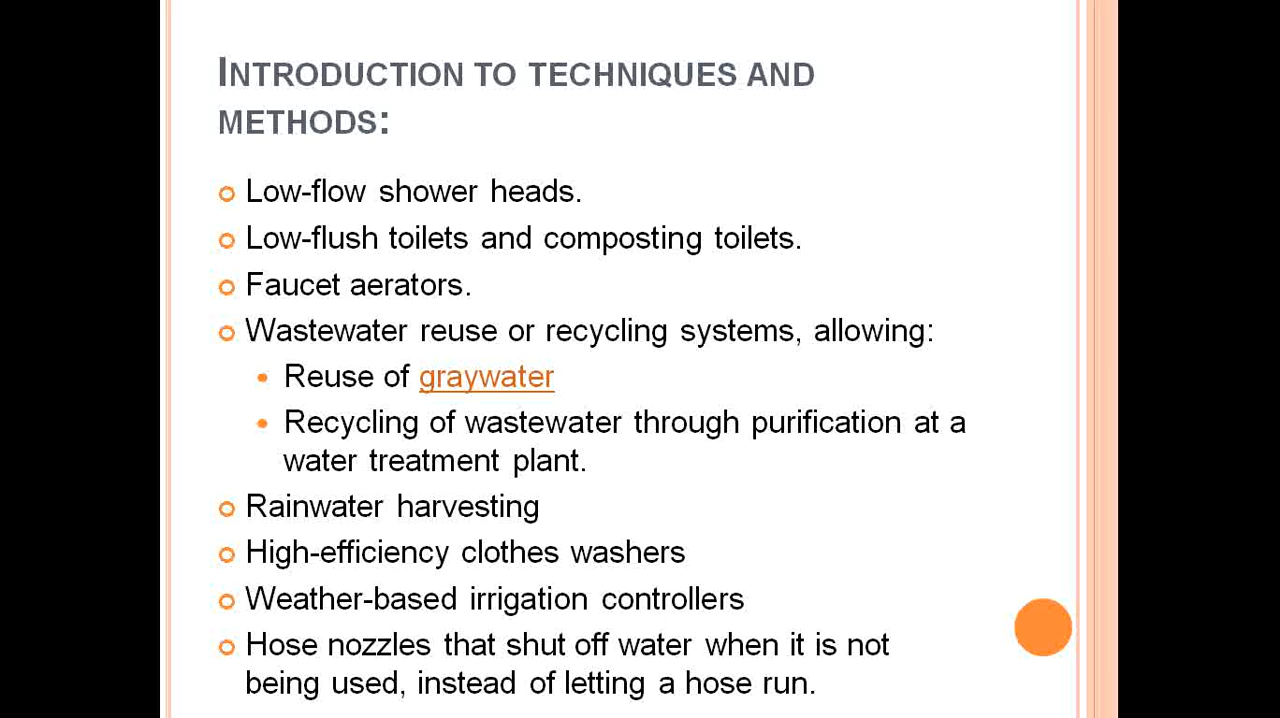 INTRODUCTION TO TECHNIQUES AND
METHODS:
Low-flow shower heads.
Low-flush toilets and composting toilets.
Faucet aerators.
Wastewater reuse or recycling systems, allowing:
Reuse of graywater
Recycling of wastewater through purification at a
water treatment plant.
Rainwater harvesting
High-efficiency clothes washers
Weather-based irrigation controllers
Hose nozzles that shut off water when it is not
being used, instead of letting a hose run.